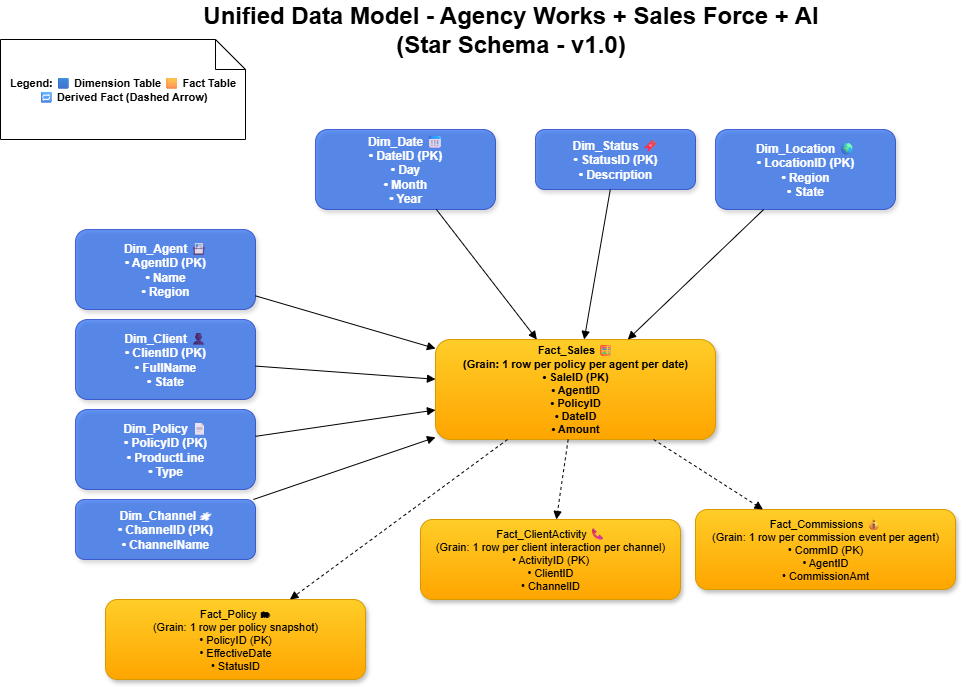 Unified Data Model - Agency Works + Sales Force + AI
(Star Schema - v1.0)
Legend: 🟦 Dimension Table 🟧 Fact Table
🔁 Derived Fact (Dashed Arrow)
Dim_Date 📅
• DateID (PK)
• Day
• Month
• Year
Dim_Status 📌
• StatusID (PK)
• Description
Dim_Location 🌍
• LocationID (PK)
• Region
• State
Dim_Agent
• AgentID (PK)
• Name
• Region
Dim_Client 👤
• ClientID (PK)
• FullName
• State
Dim_Policy 📄
• PolicyID (PK)
• ProductLine
• Type
Dim_Channel
• ChannelID (PK)
• ChannelName
Fact_Sales
(Grain: 1 row per policy per agent per date)
• SaleID (PK)
• AgentID
• PolicyID
• DateID
• Amount
Fact_ClientActivity 📞
(Grain: 1 row per client interaction per channel)
• ActivityID (PK)
• ClientID
• ChannelID
Fact_Commissions 💰
(Grain: 1 row per commission event per agent)
• CommID (PK)
• AgentID
• CommissionAmt
Fact_Policy
(Grain: 1 row per policy snapshot)
• PolicyID (PK)
• EffectiveDate
• StatusID